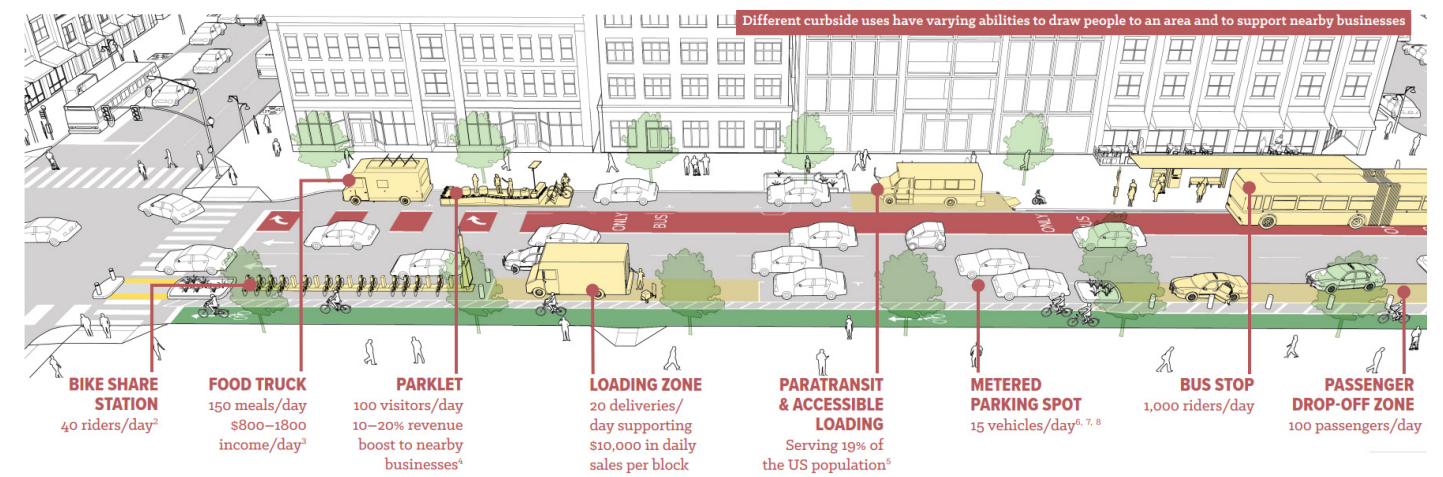 Different curbside uses have varying abilities to draw people to an area and to support nearby businesses
ONLY
BUS
ONLY
BUS
BIKE SHARE
STATION
40 riders/day²
FOOD TRUCK
150 meals/day
$800–1800
income/day³
PARKLET
100 visitors/day
10–20% revenue
boost to nearby
businesses⁴
LOADING ZONE
20 deliveries/
day supporting
$10,000 in daily
sales per block
PARATRANSIT
& ACCESSIBLE
LOADING
Serving 19% of
the US population⁵
METERED
PARKING SPOT
15 vehicles/day⁶, ⁷, ⁸
BUS STOP
1,000 riders/day
PASSENGER
DROP-OFF ZONE
100 passengers/day